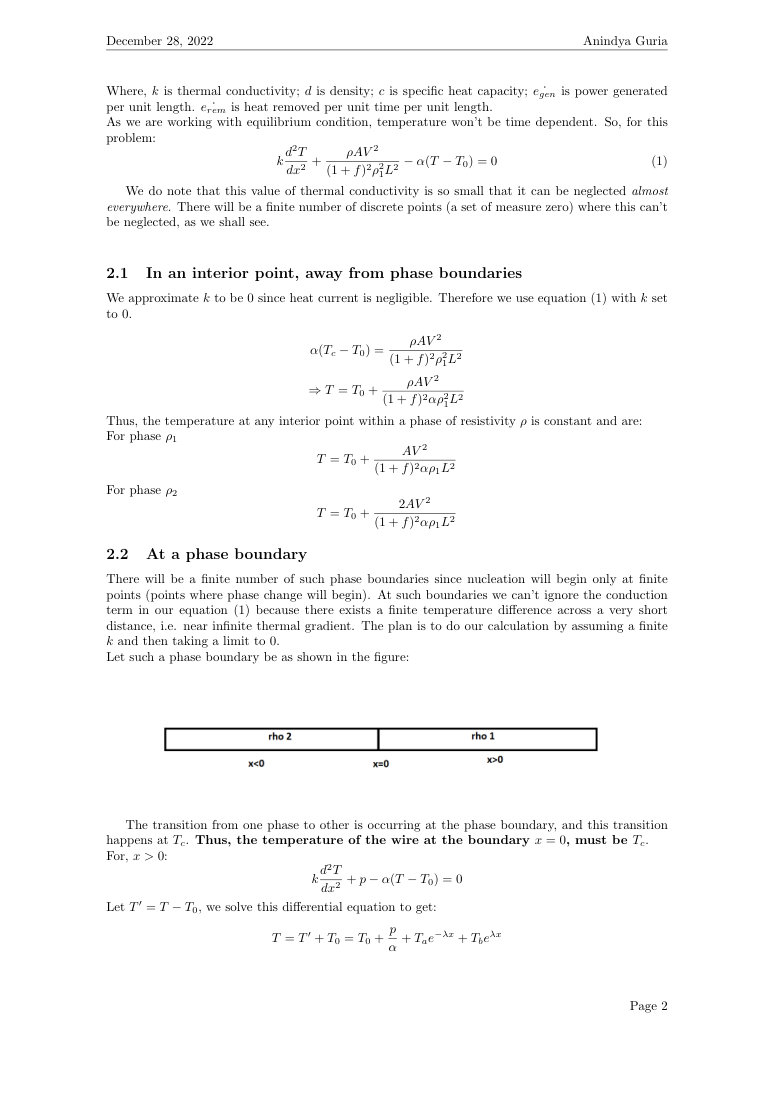 December 28, 2022 Anindya Guria
Where, k is thermal conductivity; d is density; c is specific heat capacity; ė_gen is power generated
per unit length. ė_rem is heat removed per unit time per unit length.
As we are working with equilibrium condition, temperature won't be time dependent. So, for this
problem:
k d²T/dx² + ρAV²/((1 + f)²ρ₁²L²) − α(T − T₀) = 0 (1)
We do note that this value of thermal conductivity is so small that it can be neglected almost
everywhere. There will be a finite number of discrete points (a set of measure zero) where this can't
be neglected, as we shall see.
2.1 In an interior point, away from phase boundaries
We approximate k to be 0 since heat current is negligible. Therefore we use equation (1) with k set
to 0.
α(T_c − T₀) = ρAV²/((1 + f)²ρ₁²L²)
⇒ T = T₀ + ρAV²/((1 + f)²αρ₁²L²)
Thus, the temperature at any interior point within a phase of resistivity ρ is constant and are:
For phase ρ₁
T = T₀ + AV²/((1 + f)²αρ₁L²)
For phase ρ₂
T = T₀ + 2AV²/((1 + f)²αρ₁L²)
2.2 At a phase boundary
There will be a finite number of such phase boundaries since nucleation will begin only at finite
points (points where phase change will begin). At such boundaries we can't ignore the conduction
term in our equation (1) because there exists a finite temperature difference across a very short
distance, i.e. near infinite thermal gradient. The plan is to do our calculation by assuming a finite
k and then taking a limit to 0.
Let such a phase boundary be as shown in the figure:
rho 2 rho 1
x<0 x=0 x>0
The transition from one phase to other is occurring at the phase boundary, and this transition
happens at T_c. Thus, the temperature of the wire at the boundary x = 0, must be T_c.
For, x > 0:
k d²T/dx² + p − α(T − T₀) = 0
Let T′ = T − T₀, we solve this differential equation to get:
T = T′ + T₀ = T₀ + p/α + T_a e^(−λx) + T_b e^(λx)
Page 2